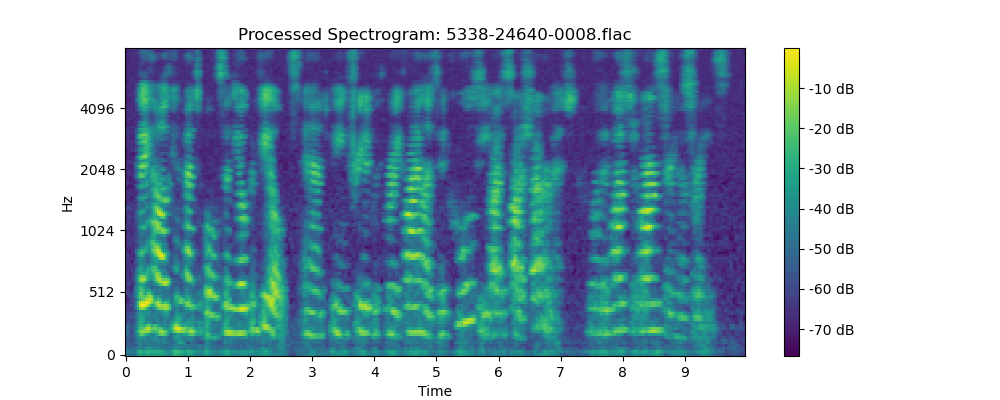 Processed Spectrogram: 5338-24640-0008.flac
4096
2048
1024
512
0
Hz
0 1 2 3 4 5 6 7 8 9
Time
-10 dB
-20 dB
-30 dB
-40 dB
-50 dB
-60 dB
-70 dB